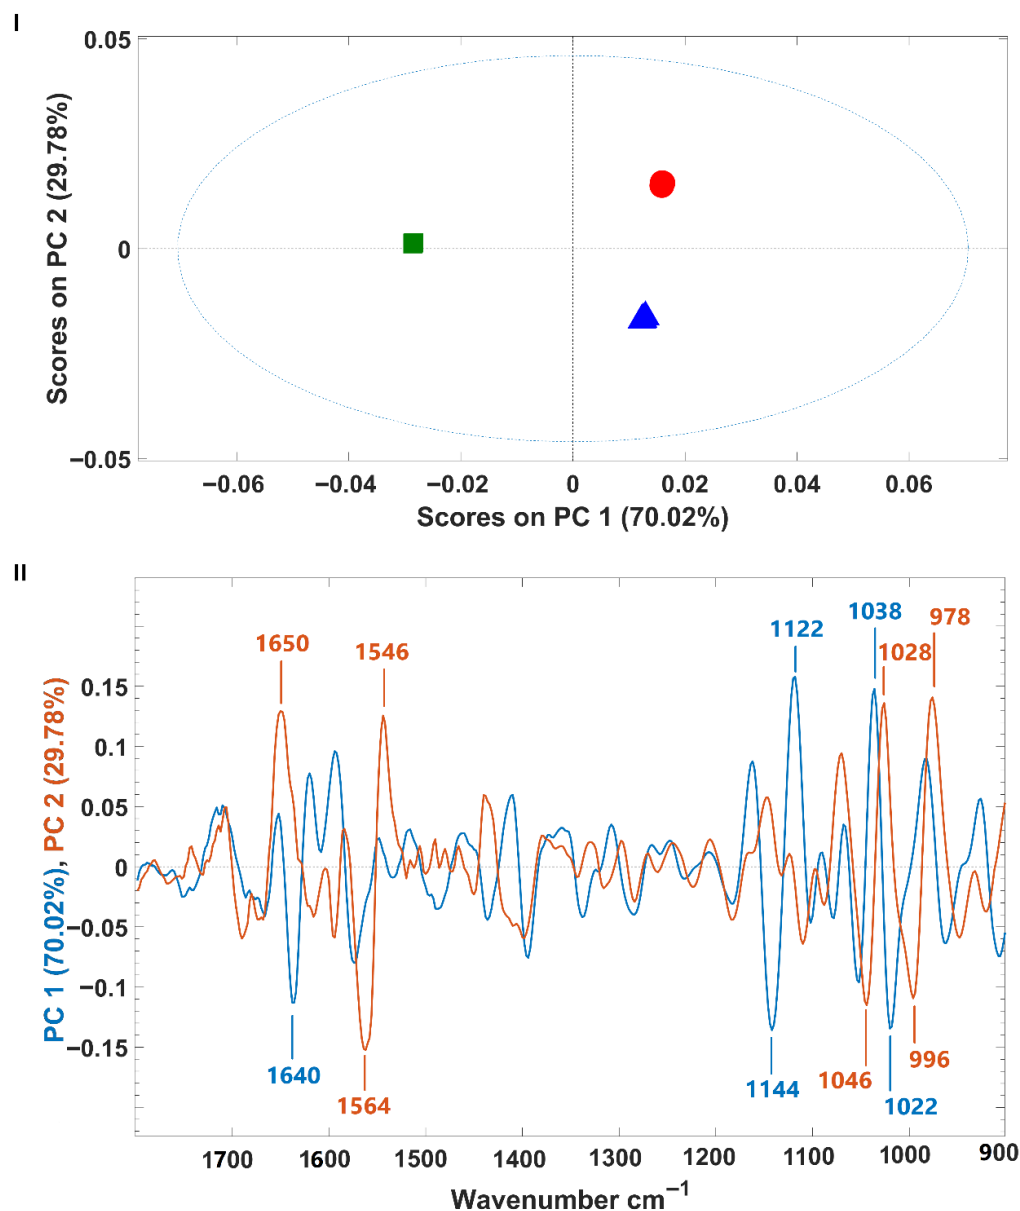 I
0.05
0
−0.05
Scores on PC 2 (29.78%)
−0.06 −0.04 −0.02 0 0.02 0.04 0.06
Scores on PC 1 (70.02%)
II
1038
978
1122
1650
1546
1028
0.15
0.1
0.05
0
−0.05
−0.1
−0.15
PC 1 (70.02%), PC 2 (29.78%)
996
1640
1046
1144
1564
1022
1700 1600 1500 1400 1300 1200 1100 1000 900
Wavenumber cm⁻¹